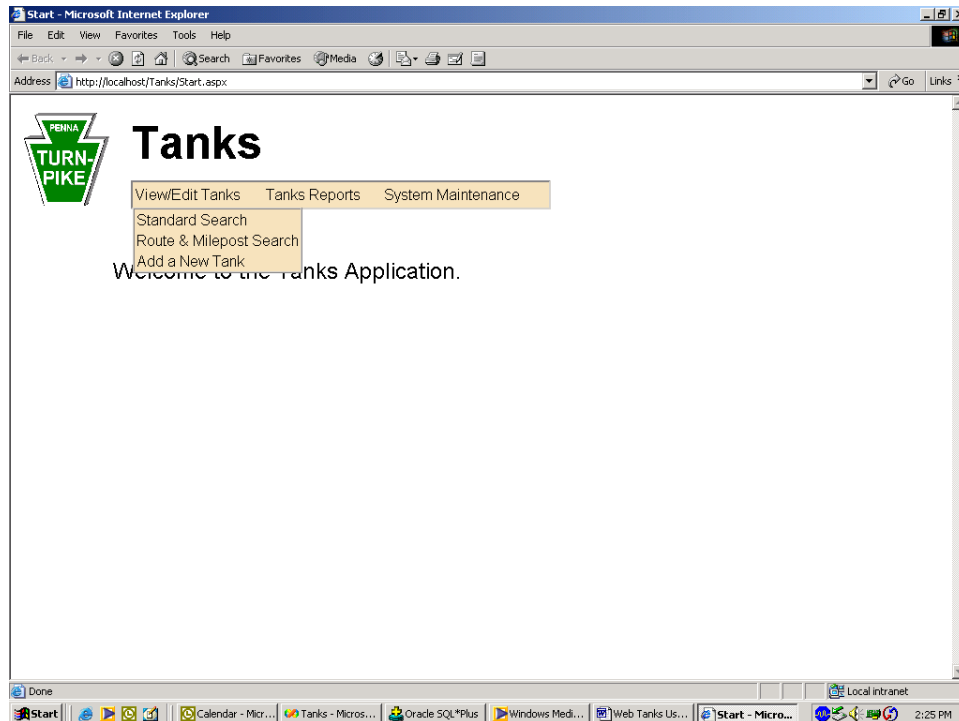 Start - Microsoft Internet Explorer
File Edit View Favorites Tools Help
Back Search Favorites Media
Address http://localhost/Tanks/Start.aspx Go Links
PENNA
TURN-
PIKE
Tanks
View/Edit Tanks Tanks Reports System Maintenance
Standard Search
Route & Milepost Search
Add a New Tank
Welcome to the Tanks Application.
Done Local intranet
Start Calendar - Micr... Tanks - Micros... Oracle SQL*Plus Windows Medi... Web Tanks Us... Start - Micro... 2:25 PM